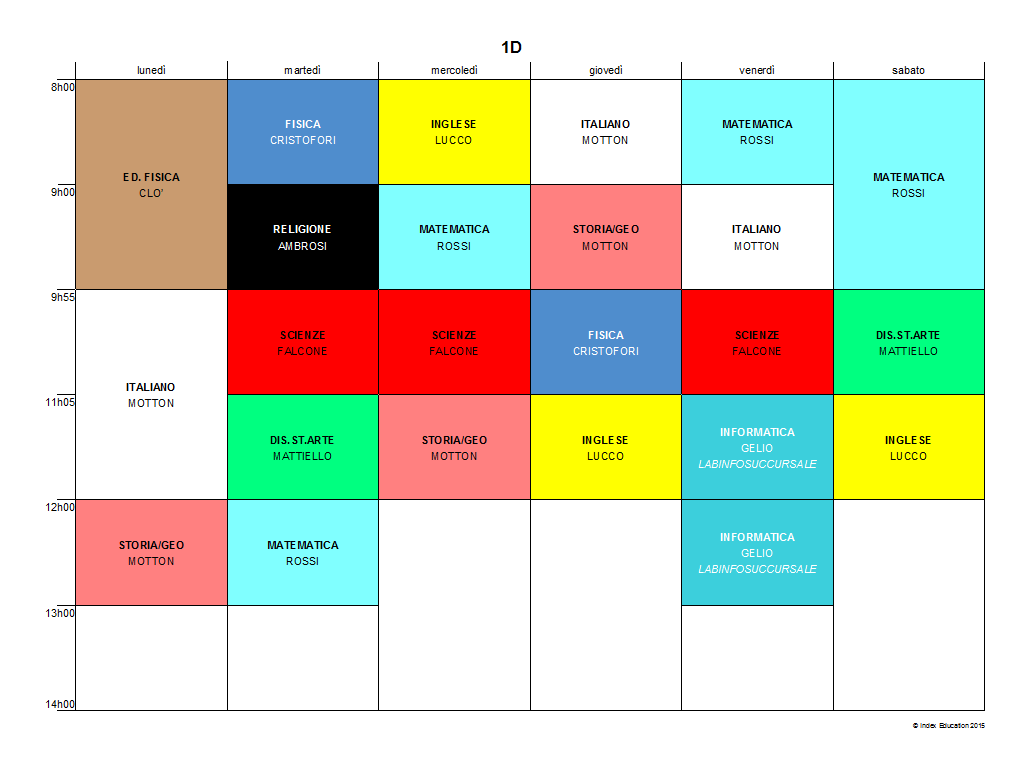 1D
lunedì martedì mercoledì giovedì venerdì sabato
8h00
FISICA INGLESE ITALIANO MATEMATICA
CRISTOFORI LUCCO MOTTON ROSSI
ED. FISICA MATEMATICA
CLO' ROSSI
9h00
RELIGIONE MATEMATICA STORIA/GEO ITALIANO
AMBROSI ROSSI MOTTON MOTTON
9h55
SCIENZE SCIENZE FISICA SCIENZE DIS.ST.ARTE
FALCONE FALCONE CRISTOFORI FALCONE MATTIELLO
ITALIANO
MOTTON
11h05
DIS.ST.ARTE STORIA/GEO INGLESE INFORMATICA INGLESE
MATTIELLO MOTTON LUCCO GELIO LUCCO
LABINFOSUCCURSALE
12h00
STORIA/GEO MATEMATICA INFORMATICA
MOTTON ROSSI GELIO
LABINFOSUCCURSALE
13h00
14h00
© Index Education 2015